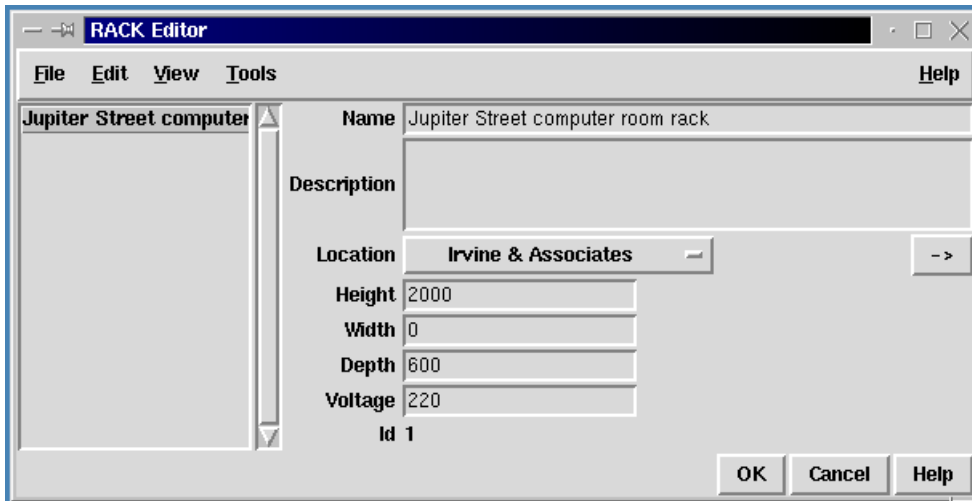 RACK Editor
File Edit View Tools Help
Jupiter Street computer
Name Jupiter Street computer room rack
Description
Location Irvine & Associates ->
Height 2000
Width 0
Depth 600
Voltage 220
Id 1
OK Cancel Help